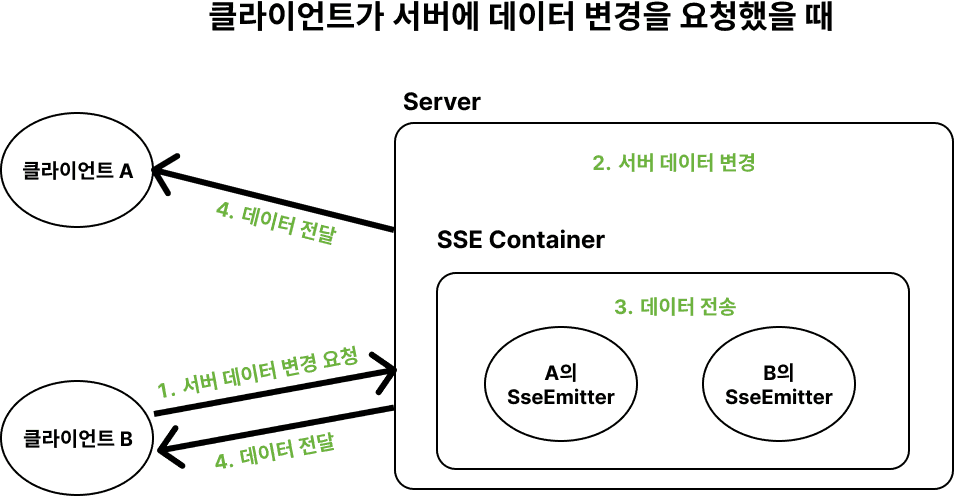 클라이언트가 서버에 데이터 변경을 요청했을 때
Server
2. 서버 데이터 변경
클라이언트 A
4. 데이터 전달
SSE Container
3. 데이터 전송
A의
SseEmitter
B의
SseEmitter
1. 서버 데이터 변경 요청
클라이언트 B
4. 데이터 전달